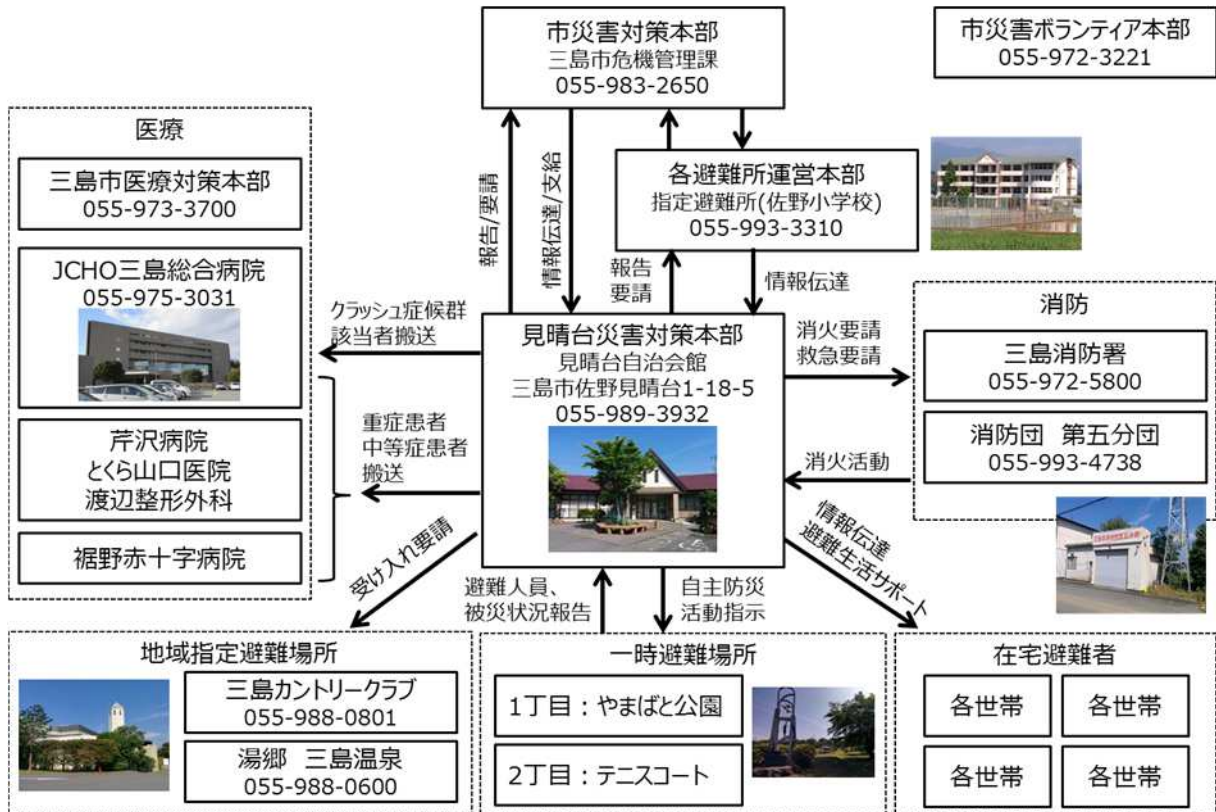 市災害対策本部
三島市危機管理課
055-983-2650
市災害ボランティア本部
055-972-3221
医療
三島市医療対策本部
055-973-3700
JCHO三島総合病院
055-975-3031
芹沢病院
とくら山口医院
渡辺整形外科
裾野赤十字病院
報告/要請
情報伝達/支給
各避難所運営本部
指定避難所(佐野小学校)
055-993-3310
報告
要請
情報伝達
クラッシュ症候群
該当者搬送
重症患者
中等症患者
搬送
見晴台災害対策本部
見晴台自治会館
三島市佐野見晴台1-18-5
055-989-3932
消火要請
救急要請
消火活動
消防
三島消防署
055-972-5800
消防団 第五分団
055-993-4738
受け入れ要請
避難人員、
被災状況報告
自主防災
活動指示
情報伝達
避難生活サポート
地域指定避難場所
三島カントリークラブ
055-988-0801
湯郷 三島温泉
055-988-0600
一時避難場所
1丁目:やまばと公園
2丁目:テニスコート
在宅避難者
各世帯
各世帯
各世帯
各世帯